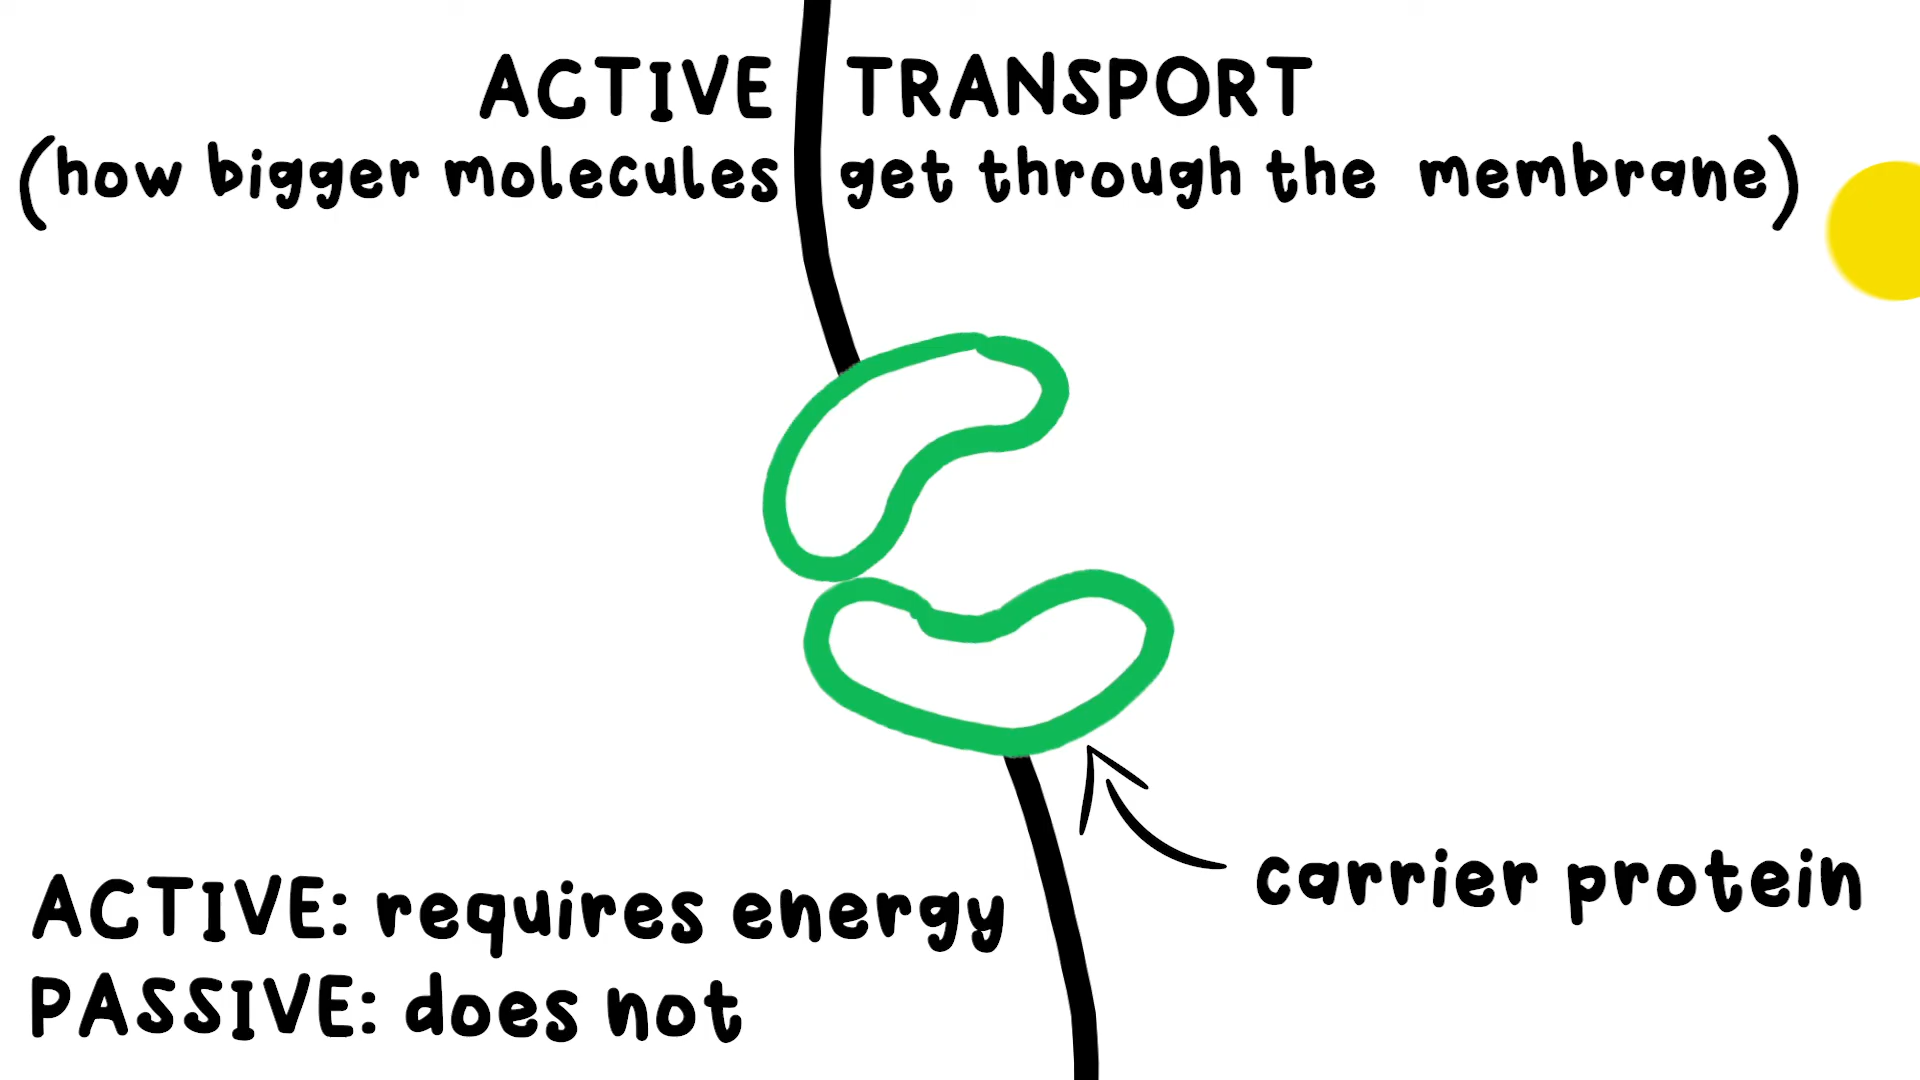 ACTIVE TRANSPORT
(how bigger molecules get through the membrane)
carrier protein
ACTIVE: requires energy
PASSIVE: does not